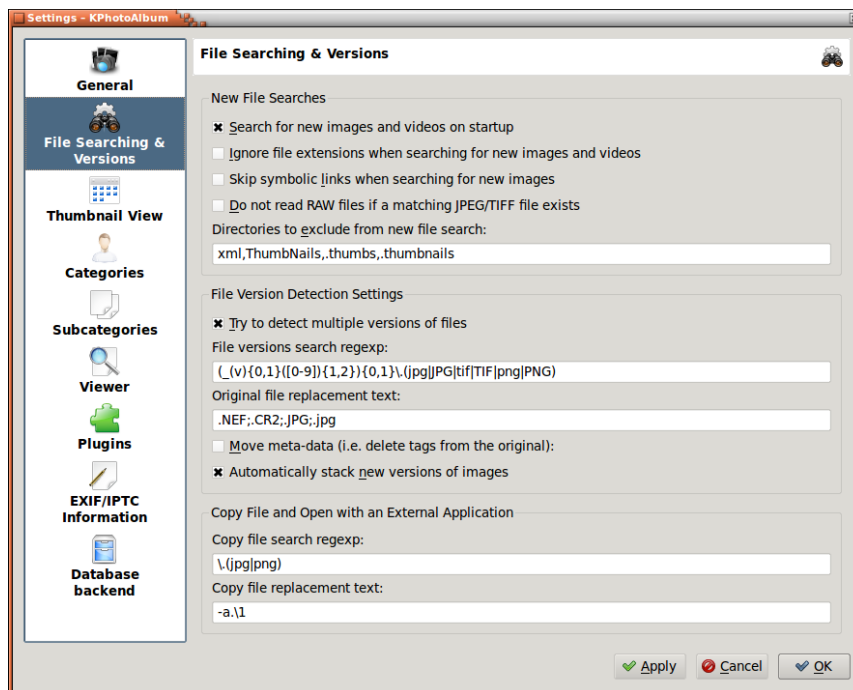 Settings - KPhotoAlbum
General
File Searching &
Versions
Thumbnail View
Categories
Subcategories
Viewer
Plugins
EXIF/IPTC
Information
Database
backend
File Searching & Versions
New File Searches
Search for new images and videos on startup
Ignore file extensions when searching for new images and videos
Skip symbolic links when searching for new images
Do not read RAW files if a matching JPEG/TIFF file exists
Directories to exclude from new file search:
xml,ThumbNails,.thumbs,.thumbnails
File Version Detection Settings
Try to detect multiple versions of files
File versions search regexp:
(_(v){0,1}([0-9]){1,2}){0,1}\.(jpg|JPG|tif|TIF|png|PNG)
Original file replacement text:
.NEF;.CR2;.JPG;.jpg
Move meta-data (i.e. delete tags from the original):
Automatically stack new versions of images
Copy File and Open with an External Application
Copy file search regexp:
\.(jpg|png)
Copy file replacement text:
-a.\1
Apply
Cancel
OK